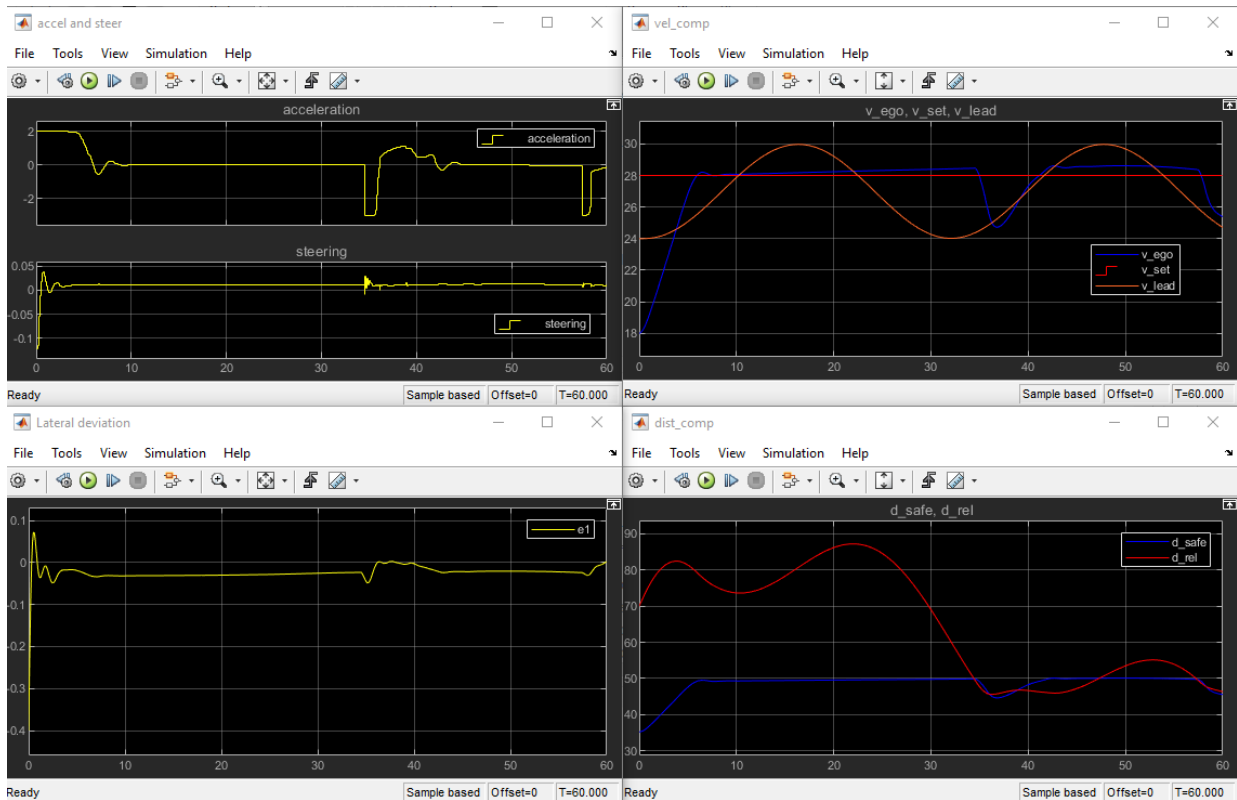 accel and steer
File Tools View Simulation Help
acceleration
acceleration
2
0
-2
steering
0.05
0
-0.05
-0.1
steering
0 10 20 30 40 50 60
Ready Sample based Offset=0 T=60.000
vel_comp
File Tools View Simulation Help
v_ego, v_set, v_lead
30
28
26
24
22
20
18
v_ego
v_set
v_lead
0 10 20 30 40 50 60
Ready Sample based Offset=0 T=60.000
Lateral deviation
File Tools View Simulation Help
e1
0.1
0
-0.1
-0.2
-0.3
-0.4
0 10 20 30 40 50 60
Ready Sample based Offset=0 T=60.000
dist_comp
File Tools View Simulation Help
d_safe, d_rel
d_safe
d_rel
90
80
70
60
50
40
30
0 10 20 30 40 50 60
Ready Sample based Offset=0 T=60.000